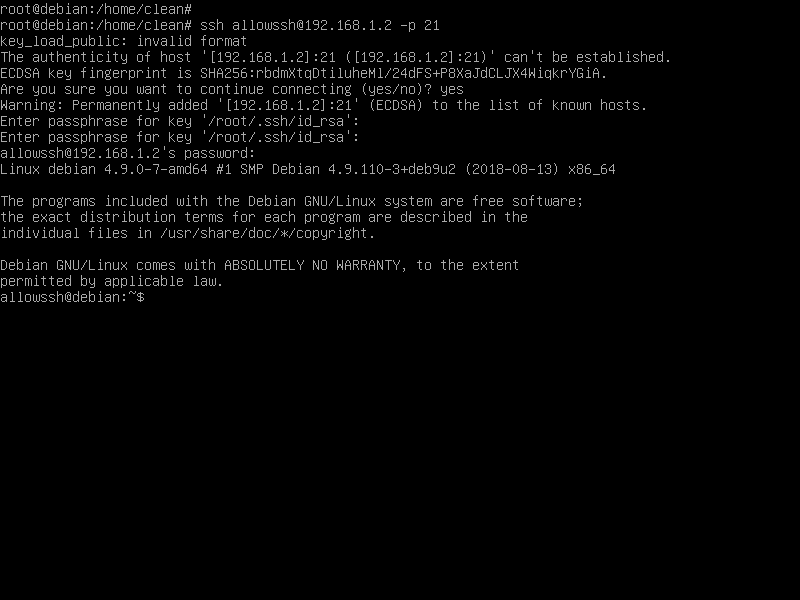 root@debian:/home/clean#
root@debian:/home/clean# ssh allowssh@192.168.1.2 -p 21
key_load_public: invalid format
The authenticity of host '[192.168.1.2]:21 ([192.168.1.2]:21)' can't be established.
ECDSA key fingerprint is SHA256:rbdmXtqDtiluheMl/24dFS+P8XaJdCLJX4WiqkrYGiA.
Are you sure you want to continue connecting (yes/no)? yes
Warning: Permanently added '[192.168.1.2]:21' (ECDSA) to the list of known hosts.
Enter passphrase for key '/root/.ssh/id_rsa':
Enter passphrase for key '/root/.ssh/id_rsa':
allowssh@192.168.1.2's password:
Linux debian 4.9.0-7-amd64 #1 SMP Debian 4.9.110-3+deb9u2 (2018-08-13) x86_64

The programs included with the Debian GNU/Linux system are free software;
the exact distribution terms for each program are described in the
individual files in /usr/share/doc/*/copyright.

Debian GNU/Linux comes with ABSOLUTELY NO WARRANTY, to the extent
permitted by applicable law.
allowssh@debian:~$